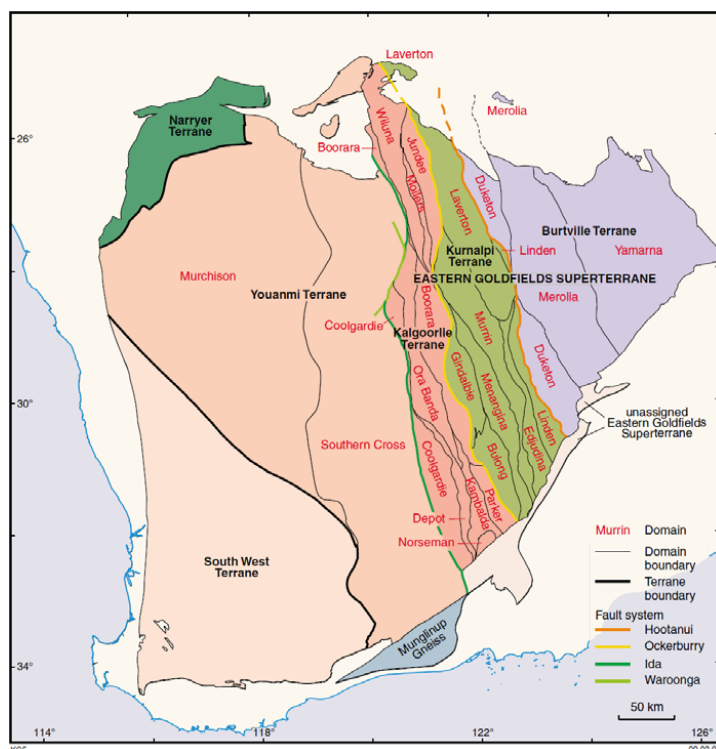 Laverton
Narryer
Terrane
26°
Wiluna
Boorara
Jundee
Moilers
Merolia
Laverton
Duketon
Burtville Terrane
Kurnalpi
Terrane
Linden
Yamarna
Murchison
EASTERN GOLDFIELDS SUPERTERRANE
Youanmi Terrane
Boorara
Merolia
Coolgardie
Kalgoorlie
Terrane
Murrin
Gindalbie
Duketon
Ora Banda
Menangina
30°
Linden
unassigned
Eastern Goldfields
Superterrane
Southern Cross
Coolgardie
Bulong
Edjudina
Kambalda
Parker
Depot
Norseman
South West
Terrane
Murrin Domain
Domain
boundary
Terrane
boundary
Fault system
Hootanui
Ockerburry
Ida
Waroonga
Munglinup
Gneiss
34°
50 km
114° 118° 122° 126°